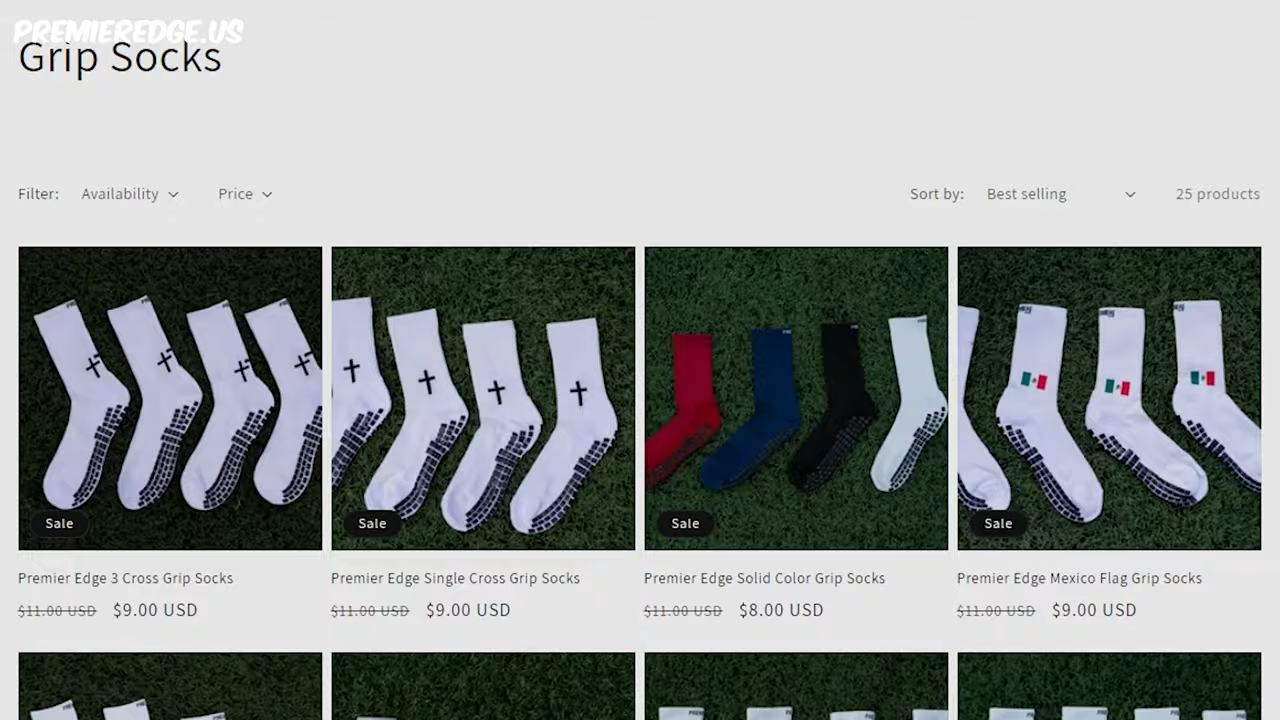 PREMIEREDGE.US
Grip Socks
Filter: Availability Price Sort by: Best selling 25 products
Sale Sale Sale Sale
Premier Edge 3 Cross Grip Socks Premier Edge Single Cross Grip Socks Premier Edge Solid Color Grip Socks Premier Edge Mexico Flag Grip Socks
$11.00 USD $9.00 USD $11.00 USD $9.00 USD $11.00 USD $8.00 USD $11.00 USD $9.00 USD